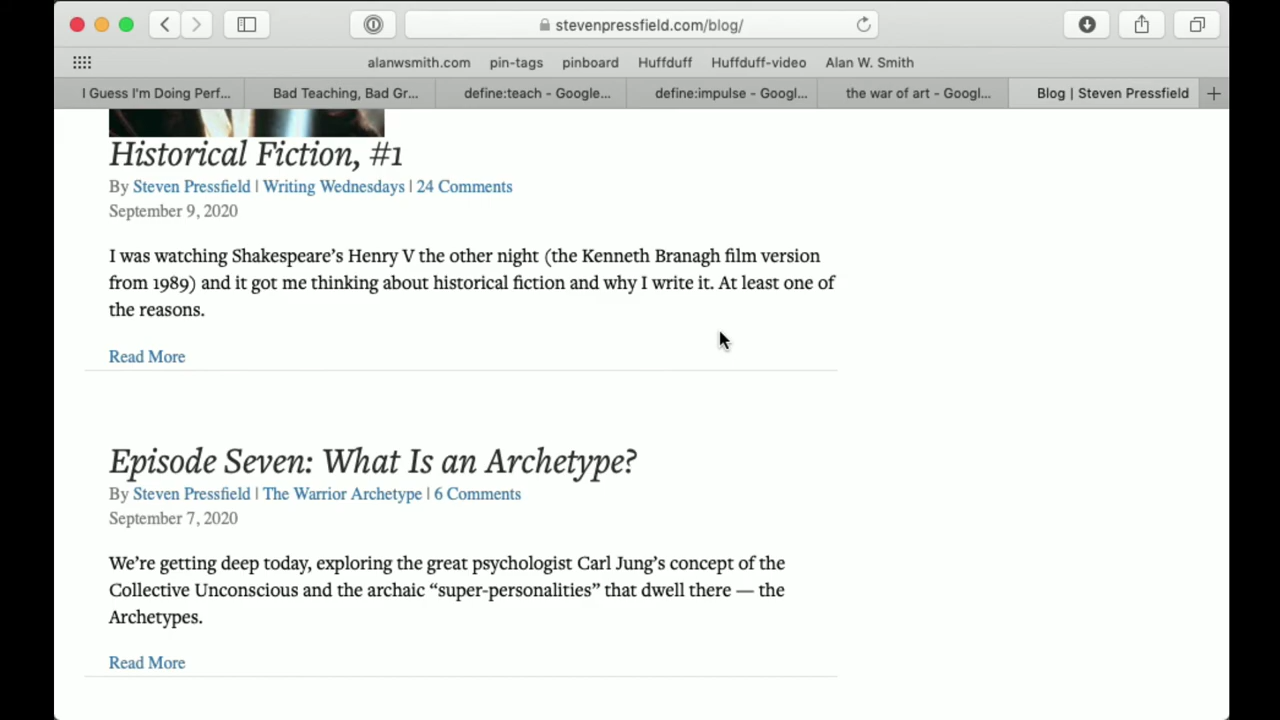 stevenpressfield.com/blog/
alanwsmith.com pin-tags pinboard Huffduff Huffduff-video Alan W. Smith
I Guess I'm Doing Perf... Bad Teaching, Bad Gr... define:teach - Google... define:impulse - Googl... the war of art - Googl... Blog | Steven Pressfield
Historical Fiction, #1
By Steven Pressfield | Writing Wednesdays | 24 Comments
September 9, 2020
I was watching Shakespeare’s Henry V the other night (the Kenneth Branagh film version
from 1989) and it got me thinking about historical fiction and why I write it. At least one of
the reasons.
Read More
Episode Seven: What Is an Archetype?
By Steven Pressfield | The Warrior Archetype | 6 Comments
September 7, 2020
We’re getting deep today, exploring the great psychologist Carl Jung’s concept of the
Collective Unconscious and the archaic “super-personalities” that dwell there — the
Archetypes.
Read More